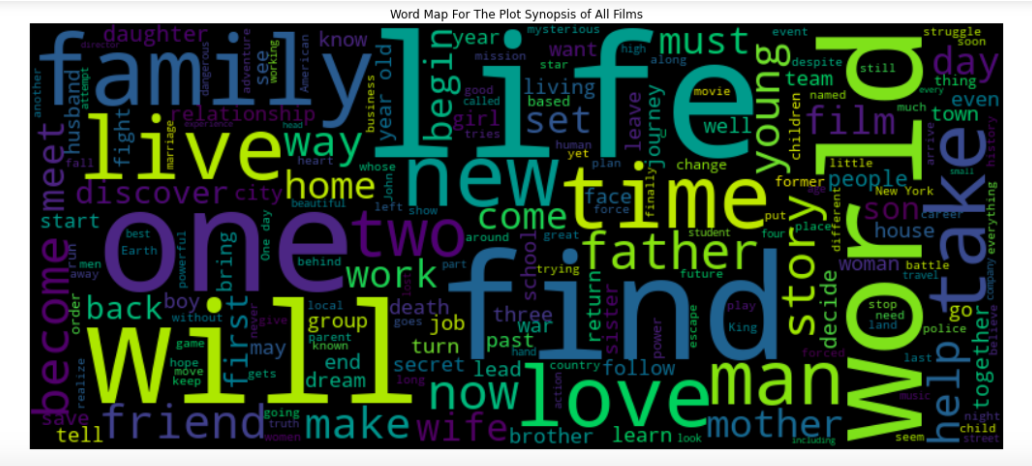 Word Map For The Plot Synopsis of All Films
family
life
world
one
will
find
live
time
new
love
man
two
take
father
story
young
become
friend
now
make
mother
wife
help
work
home
way
come
begin
set
must
film
day
son
discover
relationship
daughter
husband
meet
fight
know
see
year old
year
girl
living
want
leave
journey
well
team
children
people
town
even
thing
struggle
soon
still
event
despite
named
much
every
mysterious
mission
star
along
high
movie
good
called
based
tries
human
yet
plan
finally
change
little
former
New York
arrive
history
small
another
attempt
director
dangerous
adventure
working
American
business
marriage
experience
head
fall
heart
whose
John
left
show
beautiful
city
start
best
Earth
powerful
One day
behind
bring
around
great
face
force
student
put
four
place
different
career
house
woman
battle
travel
company
everything
believe
together
go
police
stop
need
land
last
music
night
child
street
seem
men
run
away
order
back
boy
without
first
never
give
local
group
parent
known
death
goes
job
turn
part
school
trying
three
war
past
hand
return
sister
future
power
play
King
escape
decide
forced
realize
game
hope
move
keep
gets
may
end
dream
secret
long
lead
country
follow
action
save
tell
going
truth
women
brother
learn
look
including